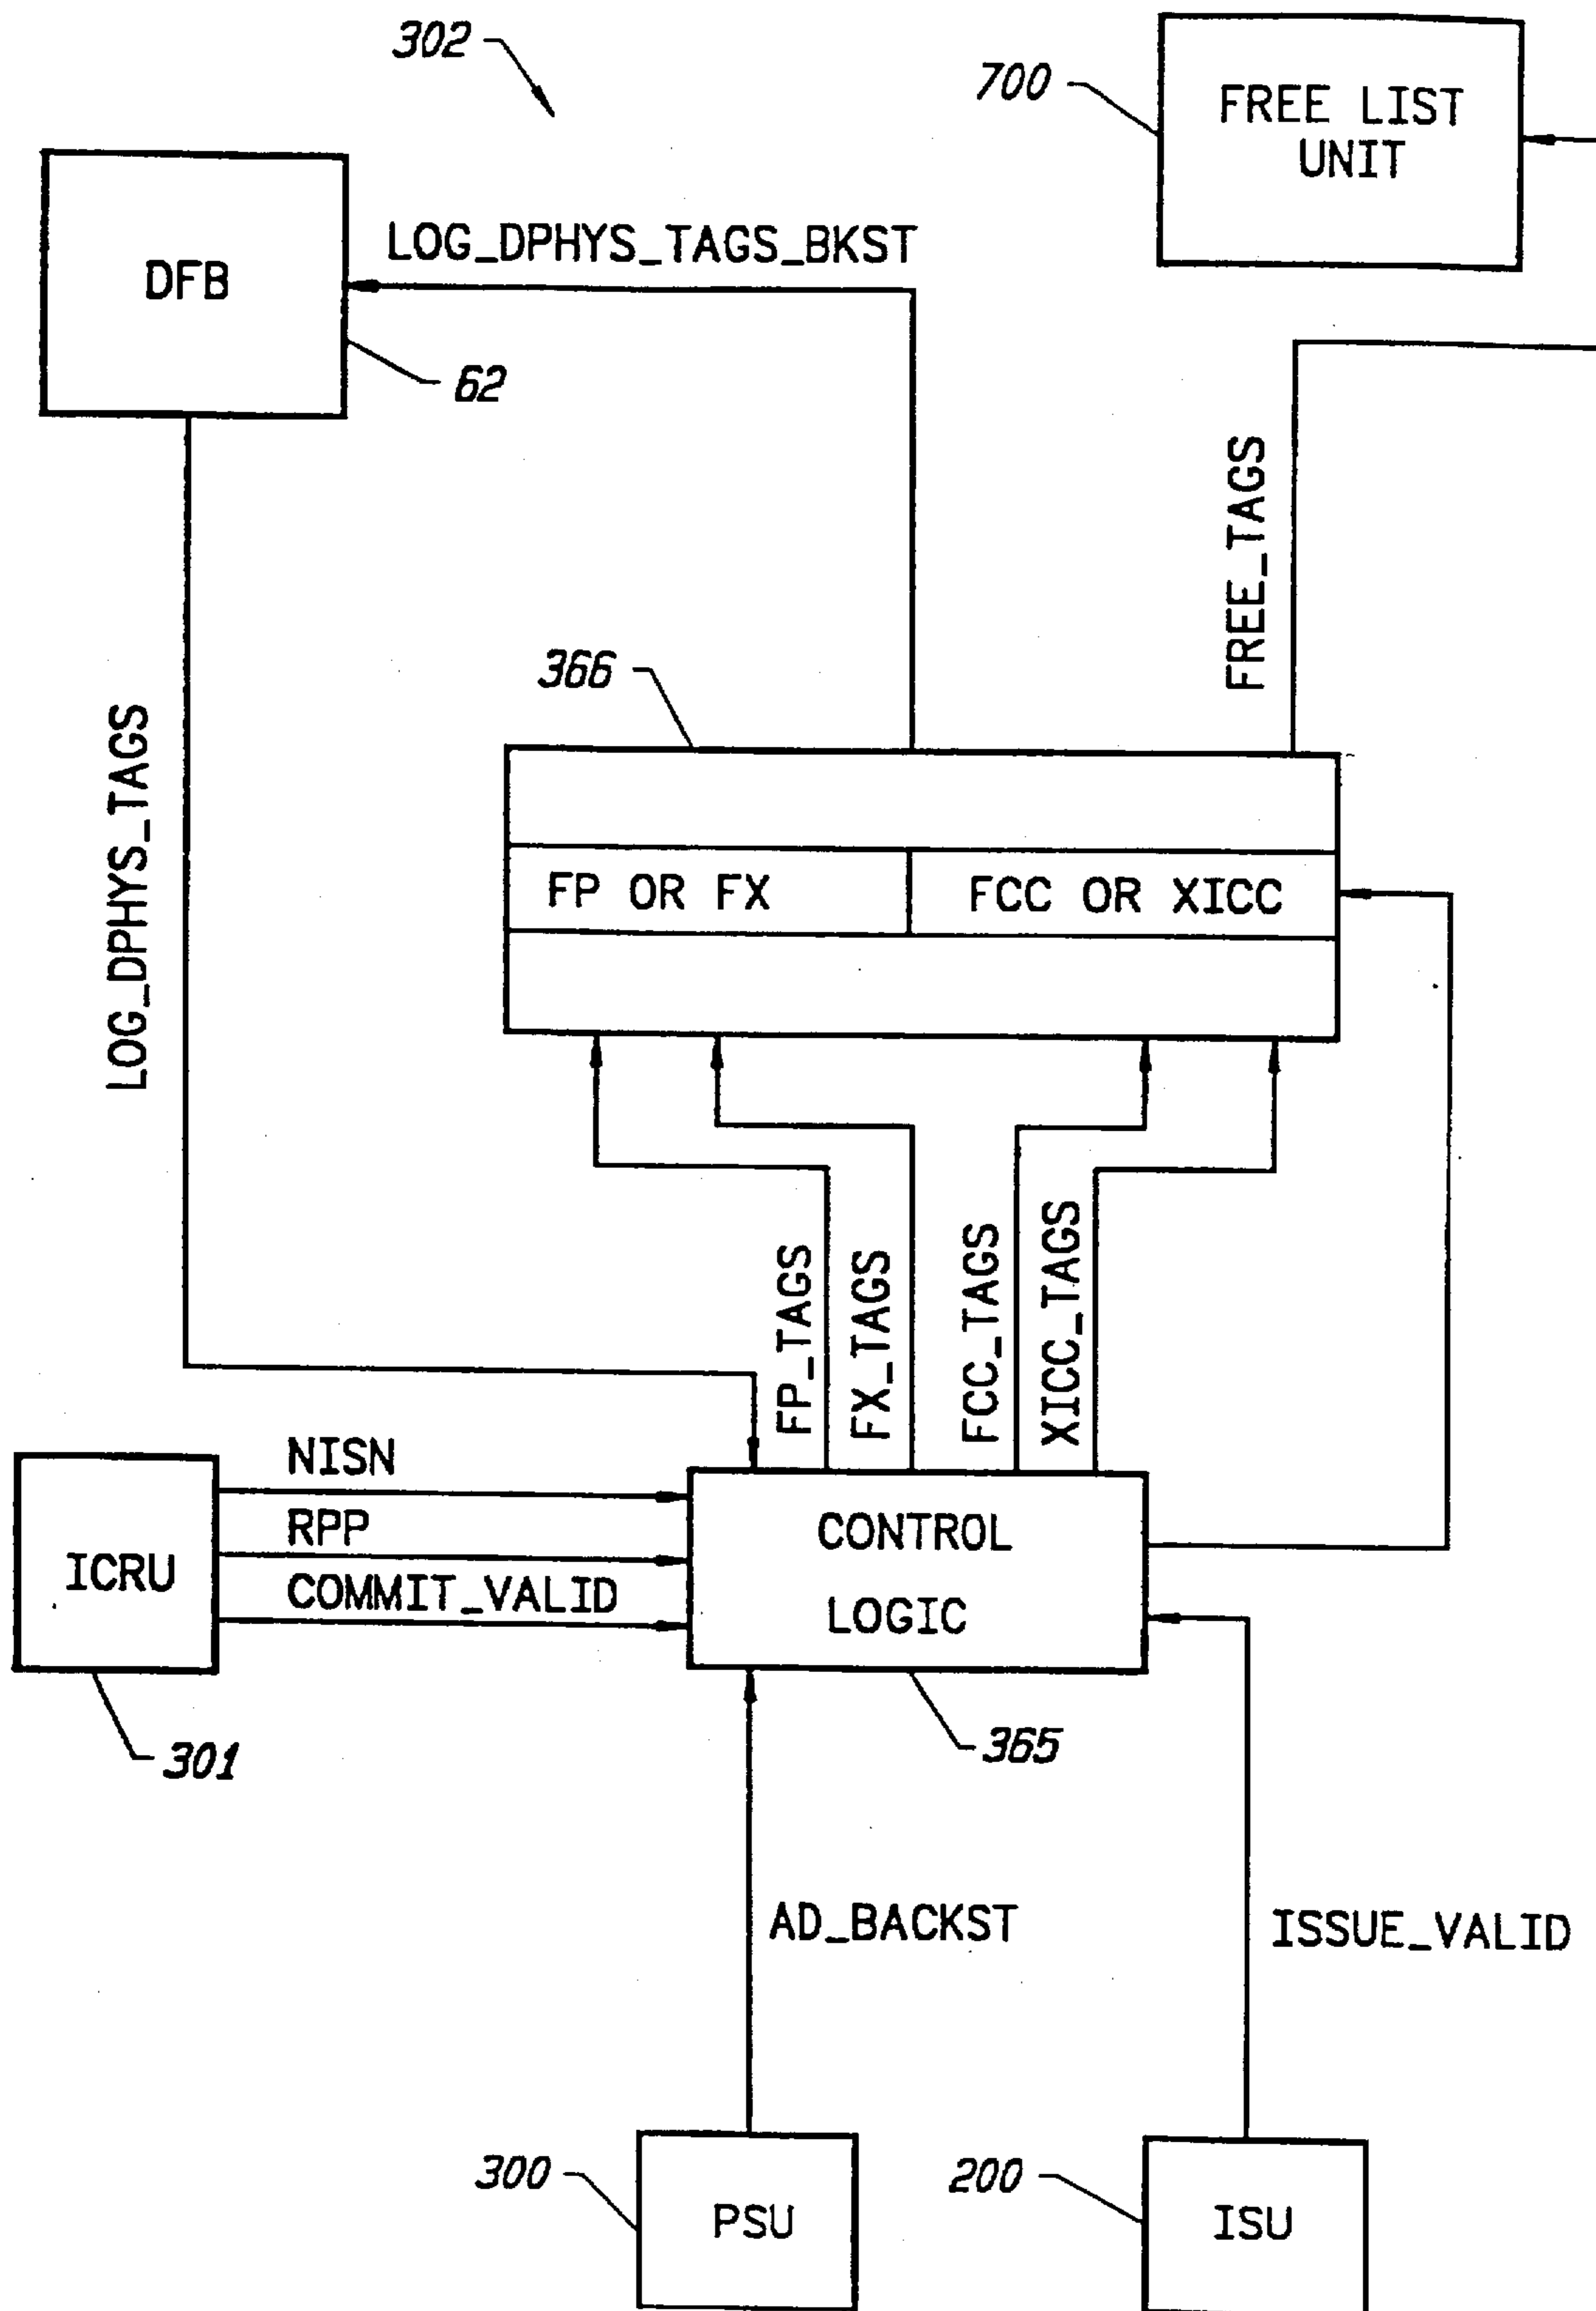 302
700
FREE LIST
UNIT
LOG_DPHYS_TAGS_BKST
DFB
62
FREE_TAGS
366
LOG_DPHYS_TAGS
FP OR FX
FCC OR XICC
FP_TAGS
FX_TAGS
FCC_TAGS
XICC_TAGS
NISN
RPP
COMMIT_VALID
ICRU
CONTROL
LOGIC
301
365
AD_BACKST
ISSUE_VALID
300
PSU
200
ISU